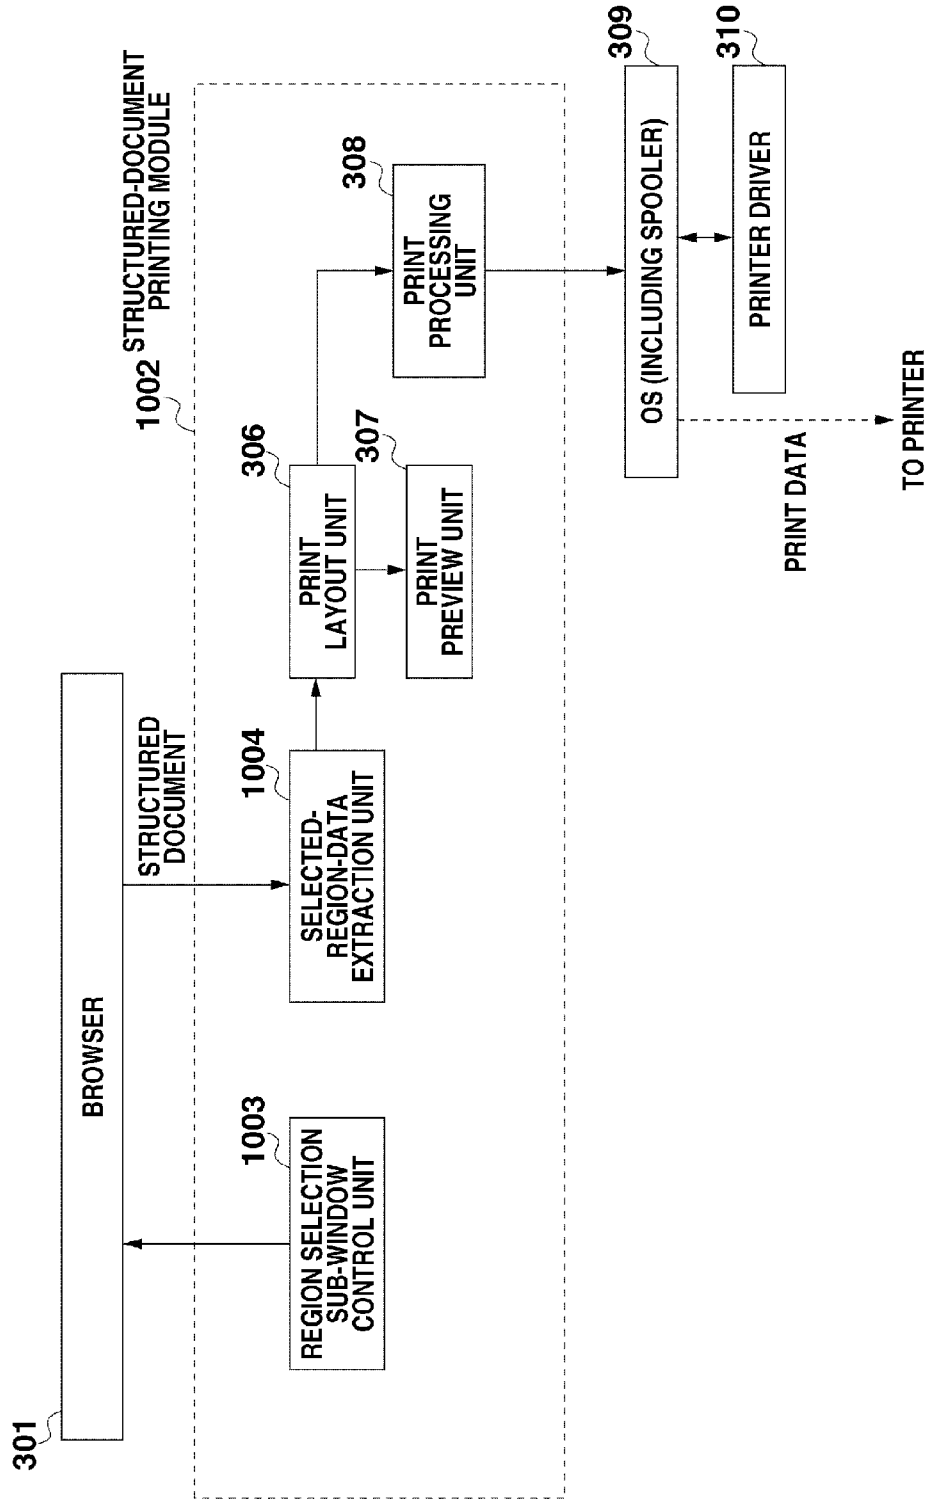 301
BROWSER
STRUCTURED
DOCUMENT
1002
STRUCTURED-DOCUMENT
PRINTING MODULE
1003
REGION SELECTION
SUB-WINDOW
CONTROL UNIT
1004
SELECTED-
REGION-DATA
EXTRACTION UNIT
306
PRINT
LAYOUT UNIT
307
PRINT
PREVIEW UNIT
308
PRINT
PROCESSING
UNIT
309
OS (INCLUDING SPOOLER)
310
PRINTER DRIVER
PRINT DATA
TO PRINTER